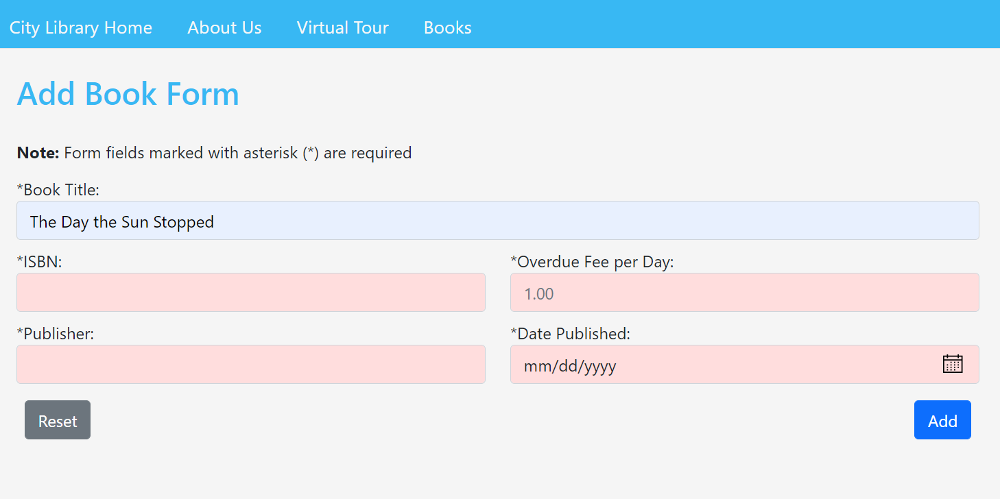 City Library Home About Us Virtual Tour Books
Add Book Form
Note: Form fields marked with asterisk (*) are required
*Book Title:
The Day the Sun Stopped
*ISBN: *Overdue Fee per Day:
1.00
*Publisher: *Date Published:
mm/dd/yyyy
Reset Add